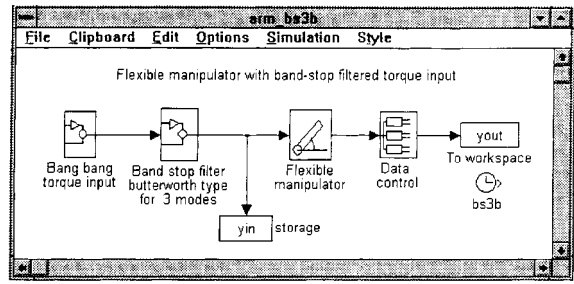 arm_bs3b
File Clipboard Edit Options Simulation Style
Flexible manipulator with band-stop filtered torque input
Bang bang
torque input
Band stop filter
butterworth type
for 3 modes
Flexible
manipulator
Data
control
yout
To workspace
bs3b
yin storage